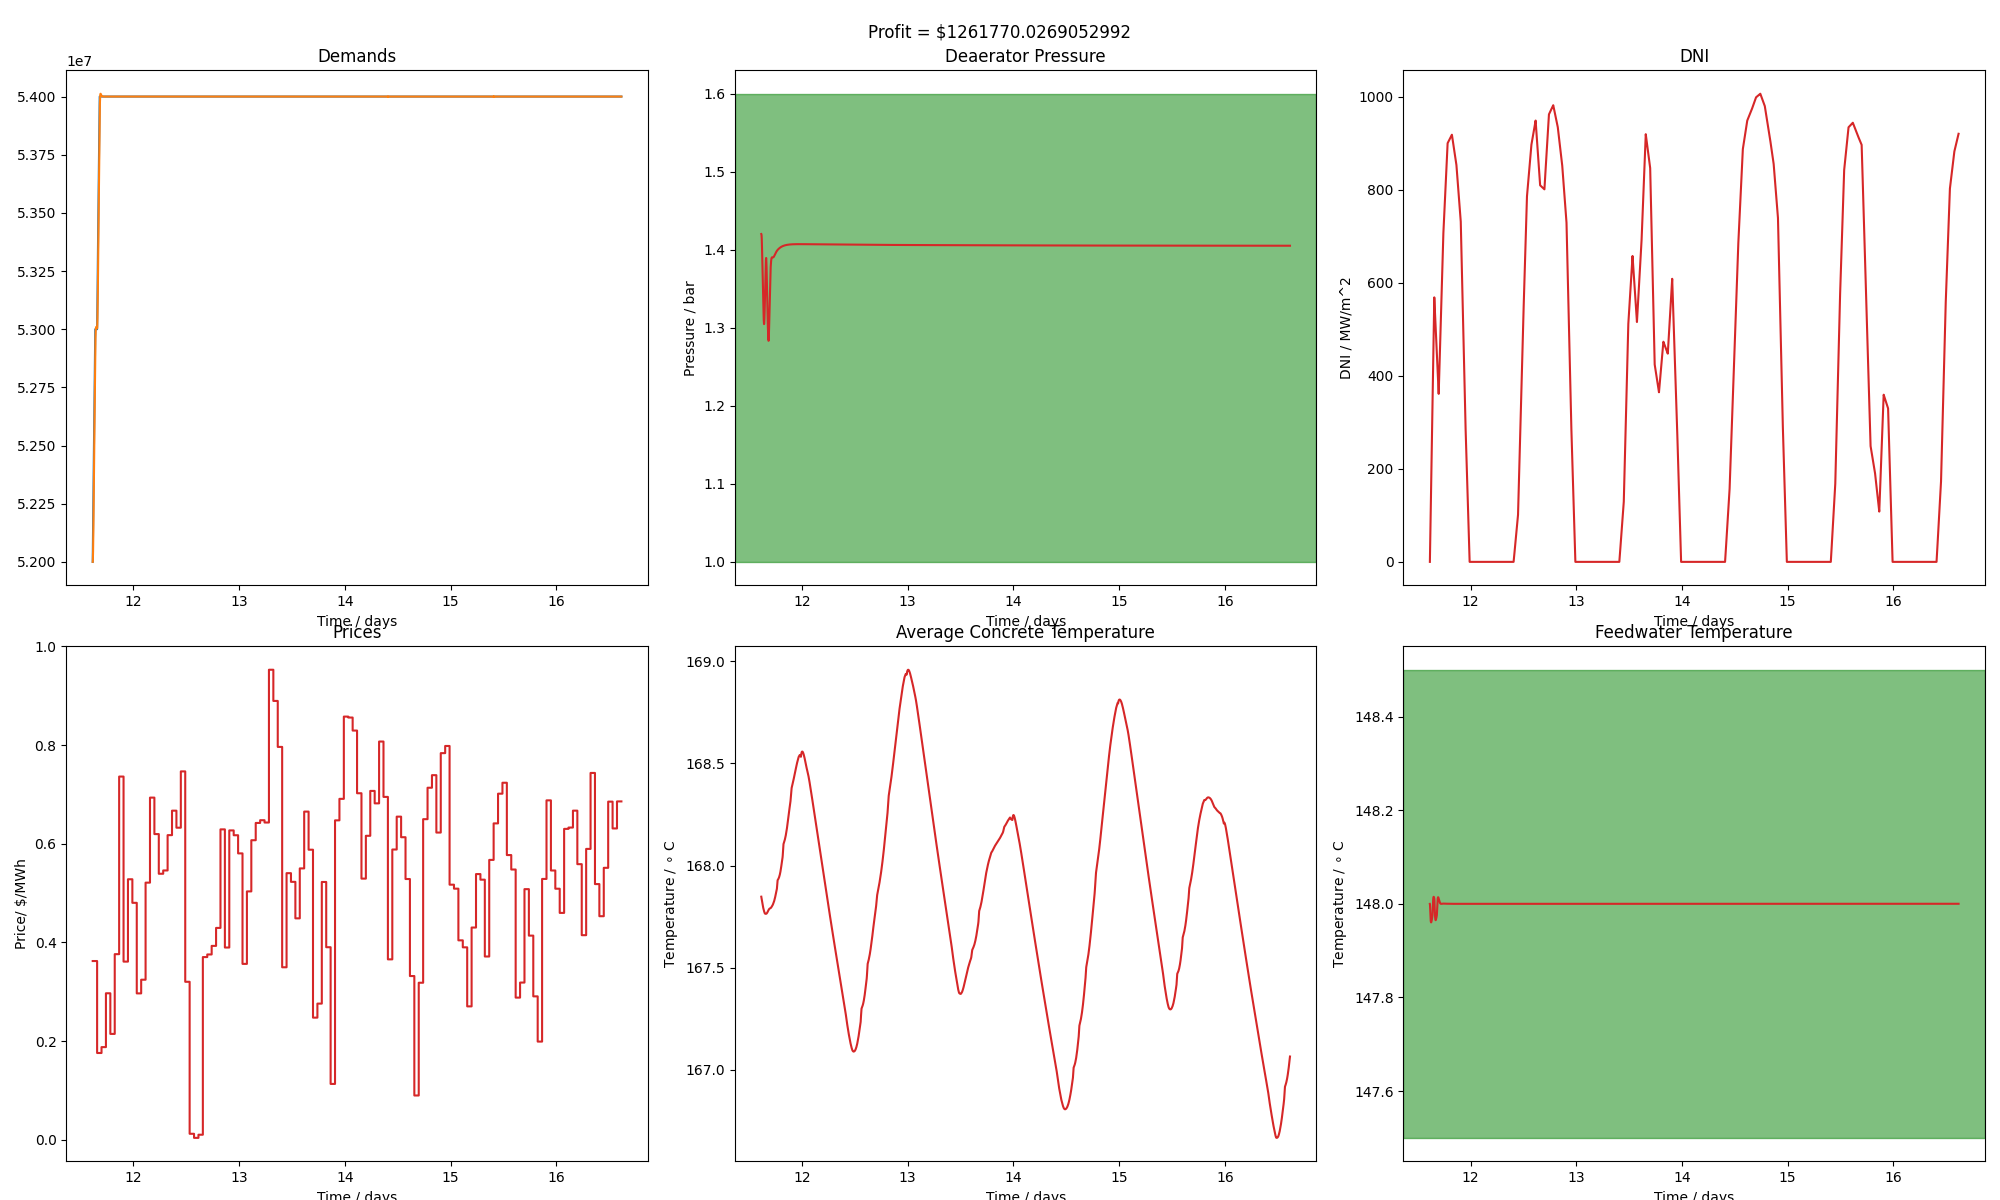 Profit = $1261770.0269052992
Demands
1e7
5.400
5.375
5.350
5.325
5.300
5.275
5.250
5.225
5.200
12 13 14 15 16
Time / days
Deaerator Pressure
Pressure / bar
1.6
1.5
1.4
1.3
1.2
1.1
1.0
12 13 14 15 16
Time / days
DNI
DNI / MW/m^2
1000
800
600
400
200
0
12 13 14 15 16
Time / days
Prices
Price/ $/MWh
1.0
0.8
0.6
0.4
0.2
0.0
12 13 14 15 16
Time / days
Average Concrete Temperature
Temperature / ∘ C
169.0
168.5
168.0
167.5
167.0
12 13 14 15 16
Time / days
Feedwater Temperature
Temperature / ∘ C
148.4
148.2
148.0
147.8
147.6
12 13 14 15 16
Time / days